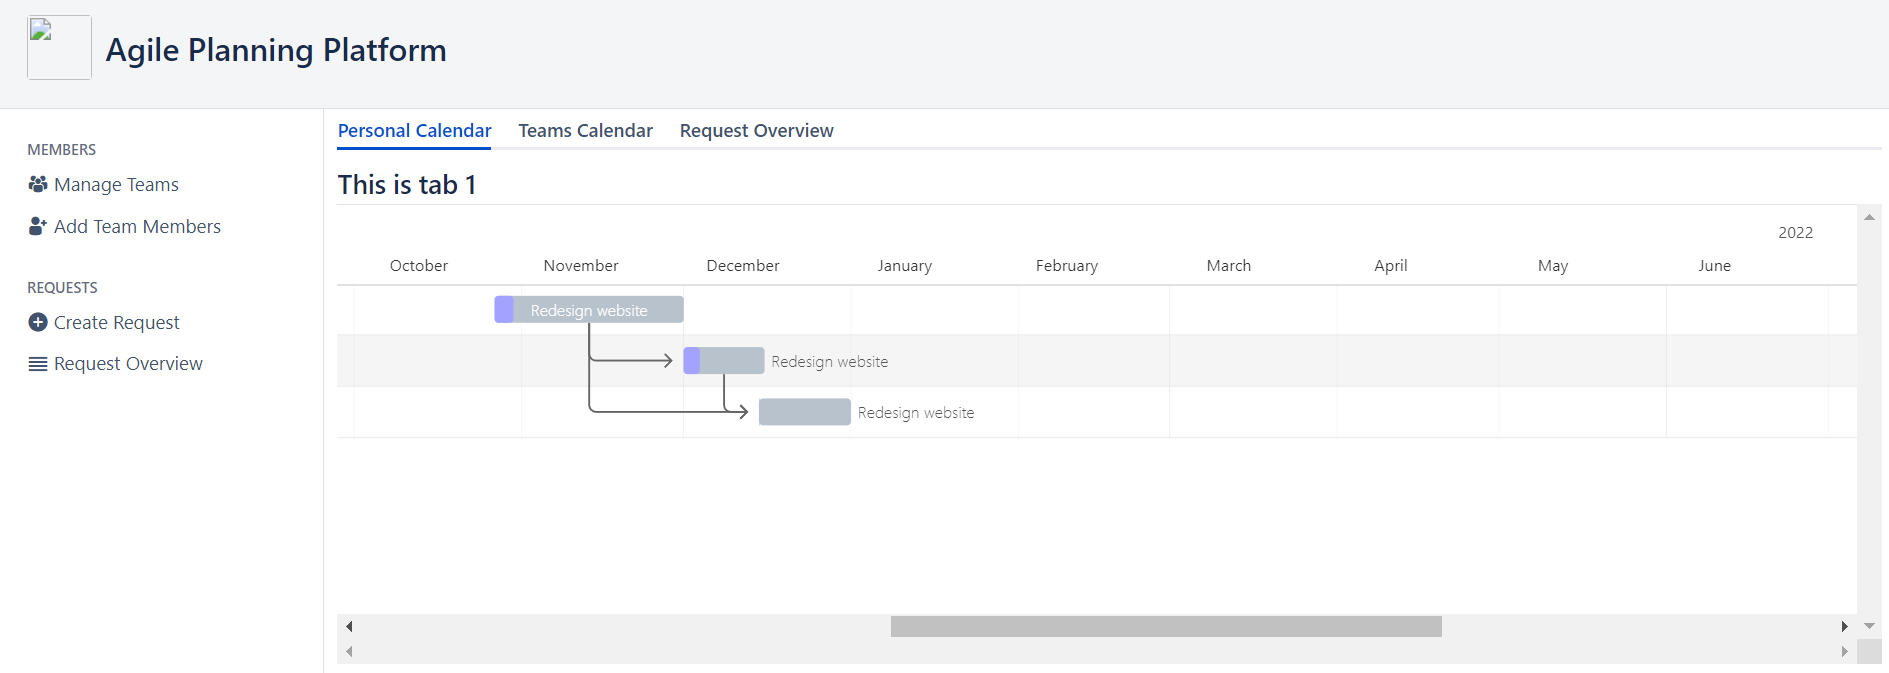 Agile Planning Platform
MEMBERS
Manage Teams
Add Team Members
REQUESTS
Create Request
Request Overview
Personal Calendar Teams Calendar Request Overview
This is tab 1
2022
October November December January February March April May June
Redesign website
Redesign website
Redesign website